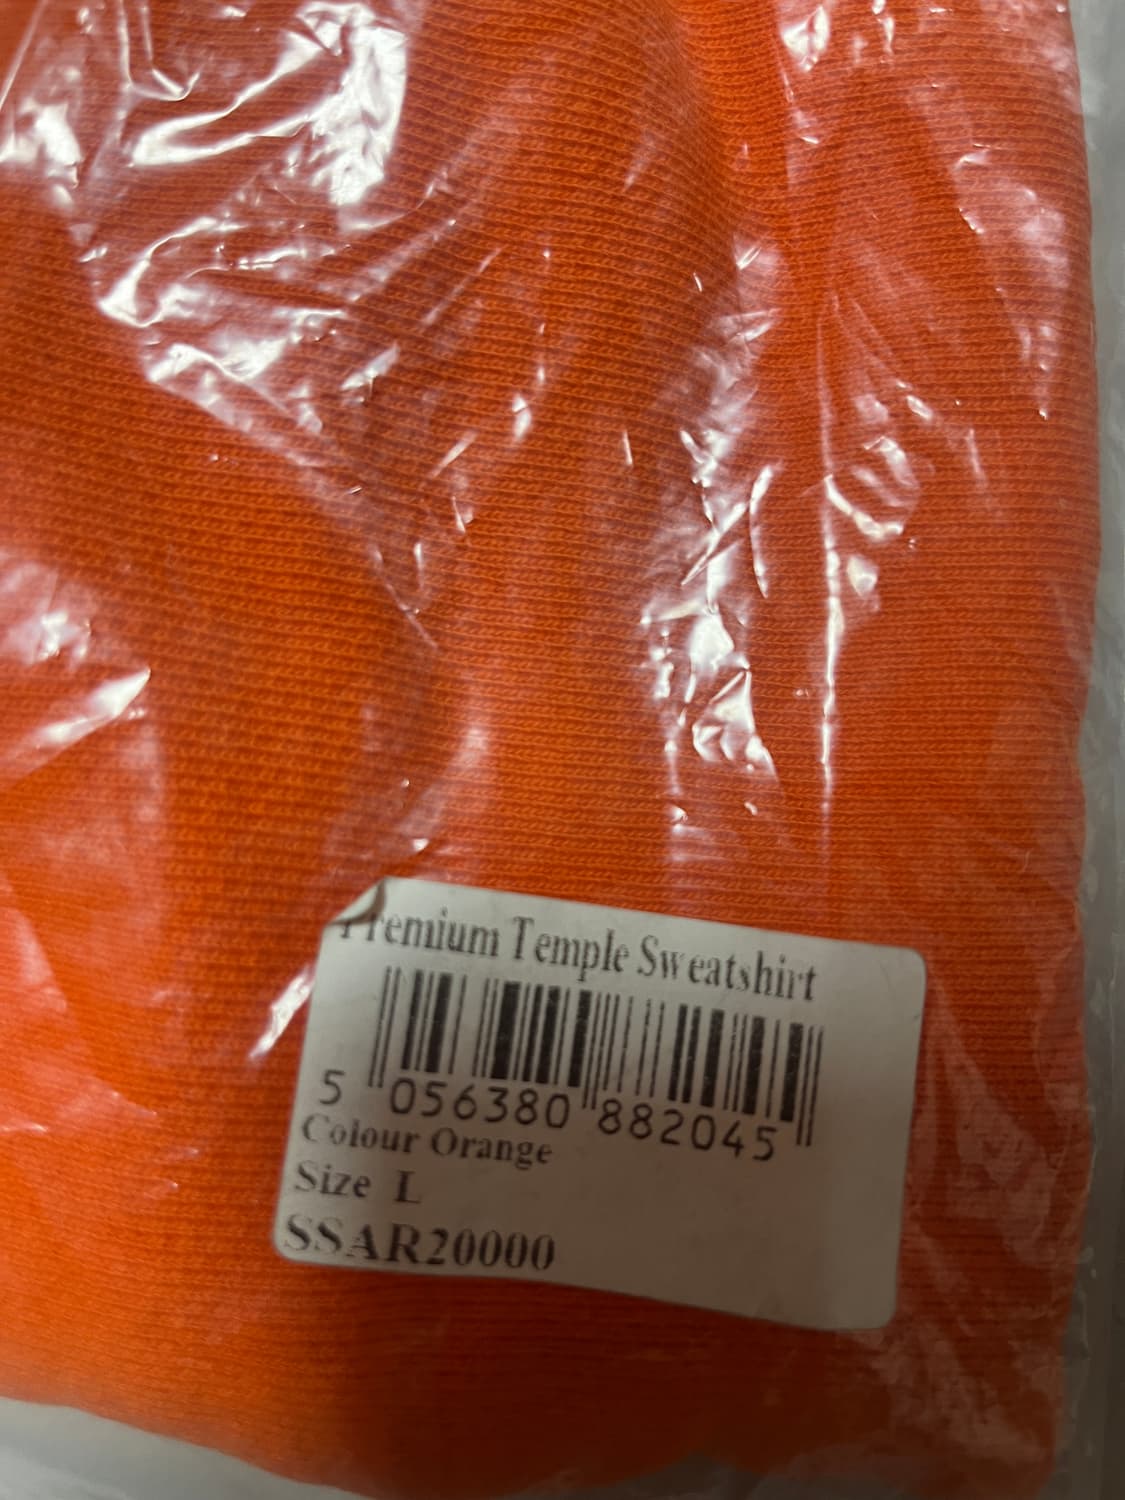 Premium Temple Sweatshirt
5 056380 882045
Colour Orange
Size L
SSAR20000